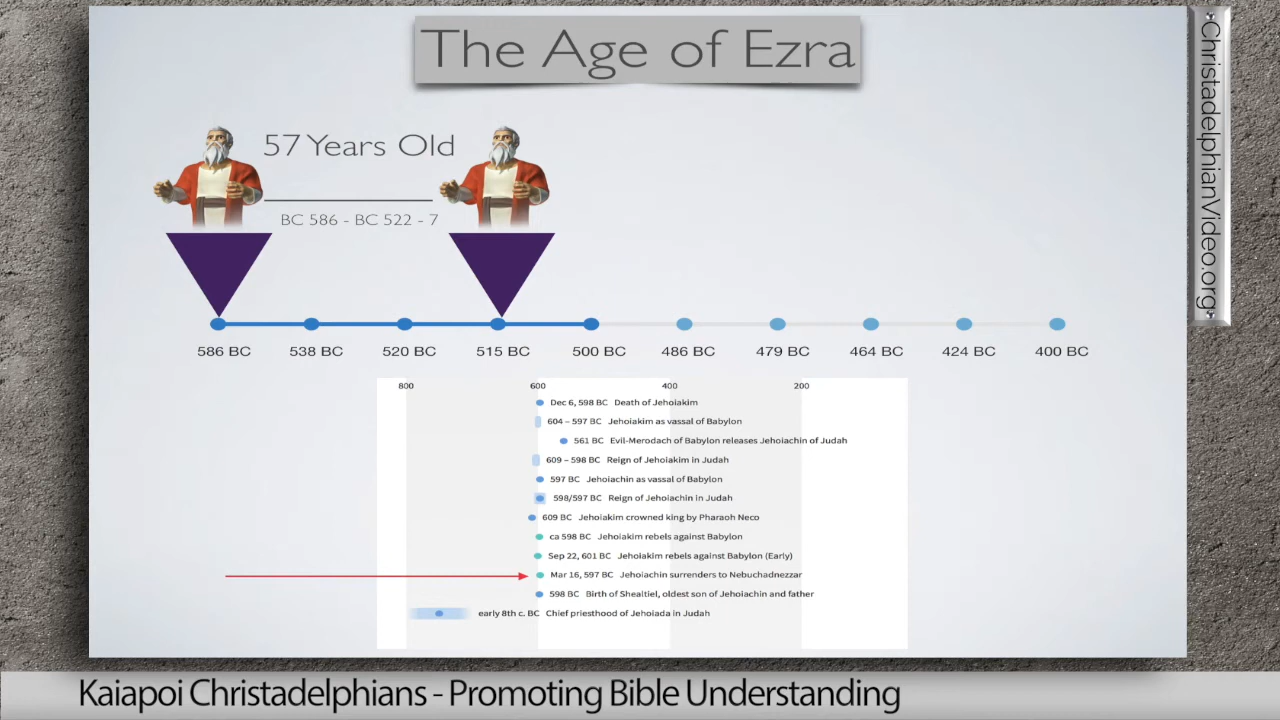 The Age of Ezra
ChristadelphianVideo.org
57 Years Old
BC 586 - BC 522 - 7
586 BC 538 BC 520 BC 515 BC 500 BC 486 BC 479 BC 464 BC 424 BC 400 BC
800 600 400 200
Dec 6, 598 BC Death of Jehoiakim
604 – 597 BC Jehoiakim as vassal of Babylon
561 BC Evil-Merodach of Babylon releases Jehoiachin of Judah
609 – 598 BC Reign of Jehoiakim in Judah
597 BC Jehoiachin as vassal of Babylon
598/597 BC Reign of Jehoiachin in Judah
609 BC Jehoiakim crowned king by Pharaoh Neco
ca 598 BC Jehoiakim rebels against Babylon
Sep 22, 601 BC Jehoiakim rebels against Babylon (Early)
Mar 16, 597 BC Jehoiachin surrenders to Nebuchadnezzar
598 BC Birth of Shealtiel, oldest son of Jehoiachin and father
early 8th c. BC Chief priesthood of Jehoiada in Judah
Kaiapoi Christadelphians - Promoting Bible Understanding